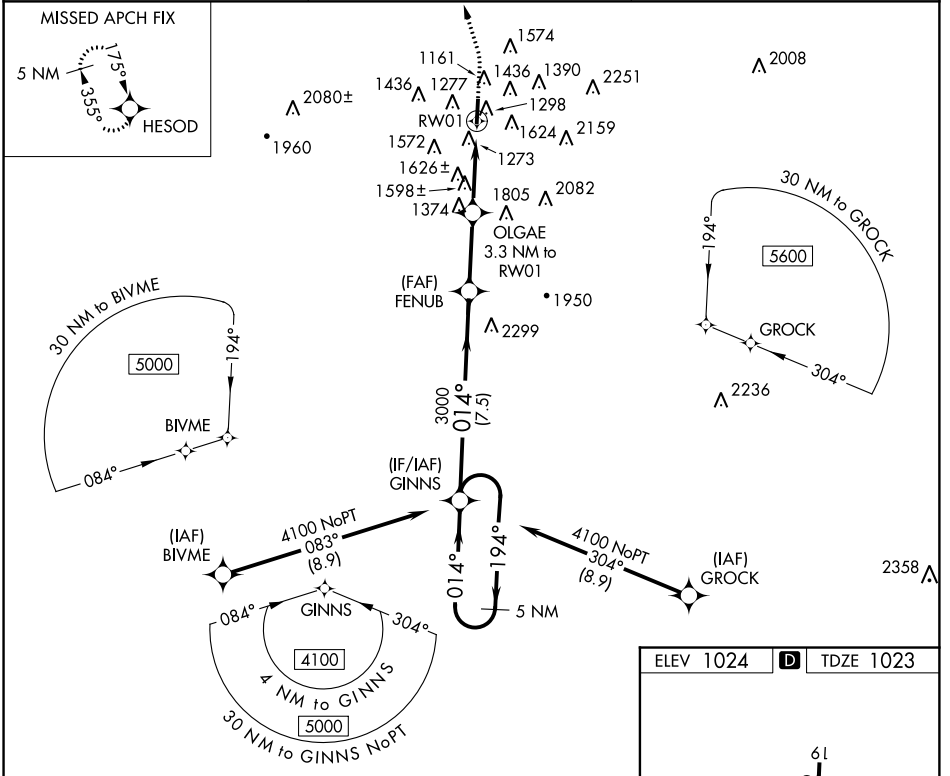 MISSED APCH FIX
5 NM
175°
355°
HESOD
1574
1161
1436
1390
2251
2008
1436
1277
2080±
1298
RW01
1624
2159
1960
1572
1273
1626±
1598±
1374
1805
2082
OLGAE
3.3 NM to
RW01
(FAF)
FENUB
1950
2299
30 NM to GROCK
194°
5600
GROCK
304°
2236
30 NM to BIVME
194°
5000
BIVME
084°
3000
014°
(7.5)
(IF/IAF)
GINNS
4100 NoPT
083°
(8.9)
(IAF)
BIVME
014°
194°
5 NM
4100 NoPT
304°
(8.9)
(IAF)
GROCK
2358
084°
GINNS
304°
4100
4 NM to GINNS
5000
30 NM to GINNS NoPT
ELEV 1024
D
TDZE 1023
19